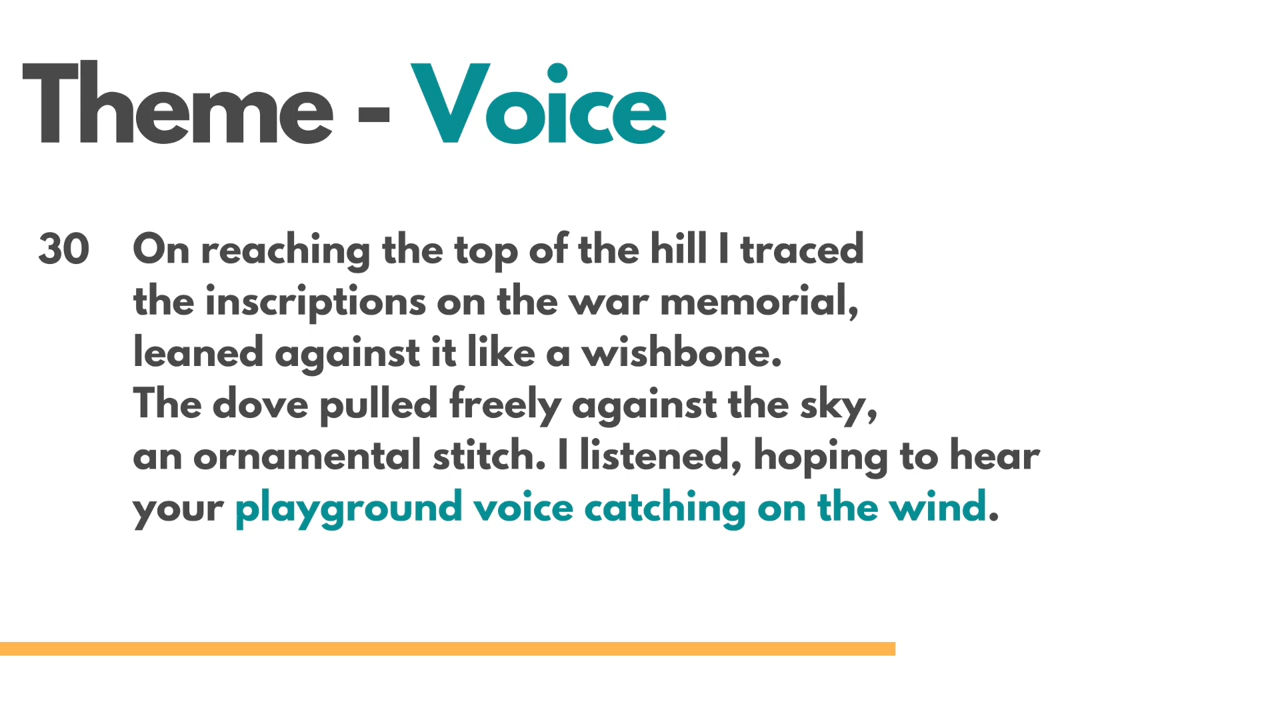 Theme - Voice
30 On reaching the top of the hill I traced
the inscriptions on the war memorial,
leaned against it like a wishbone.
The dove pulled freely against the sky,
an ornamental stitch. I listened, hoping to hear
your playground voice catching on the wind.